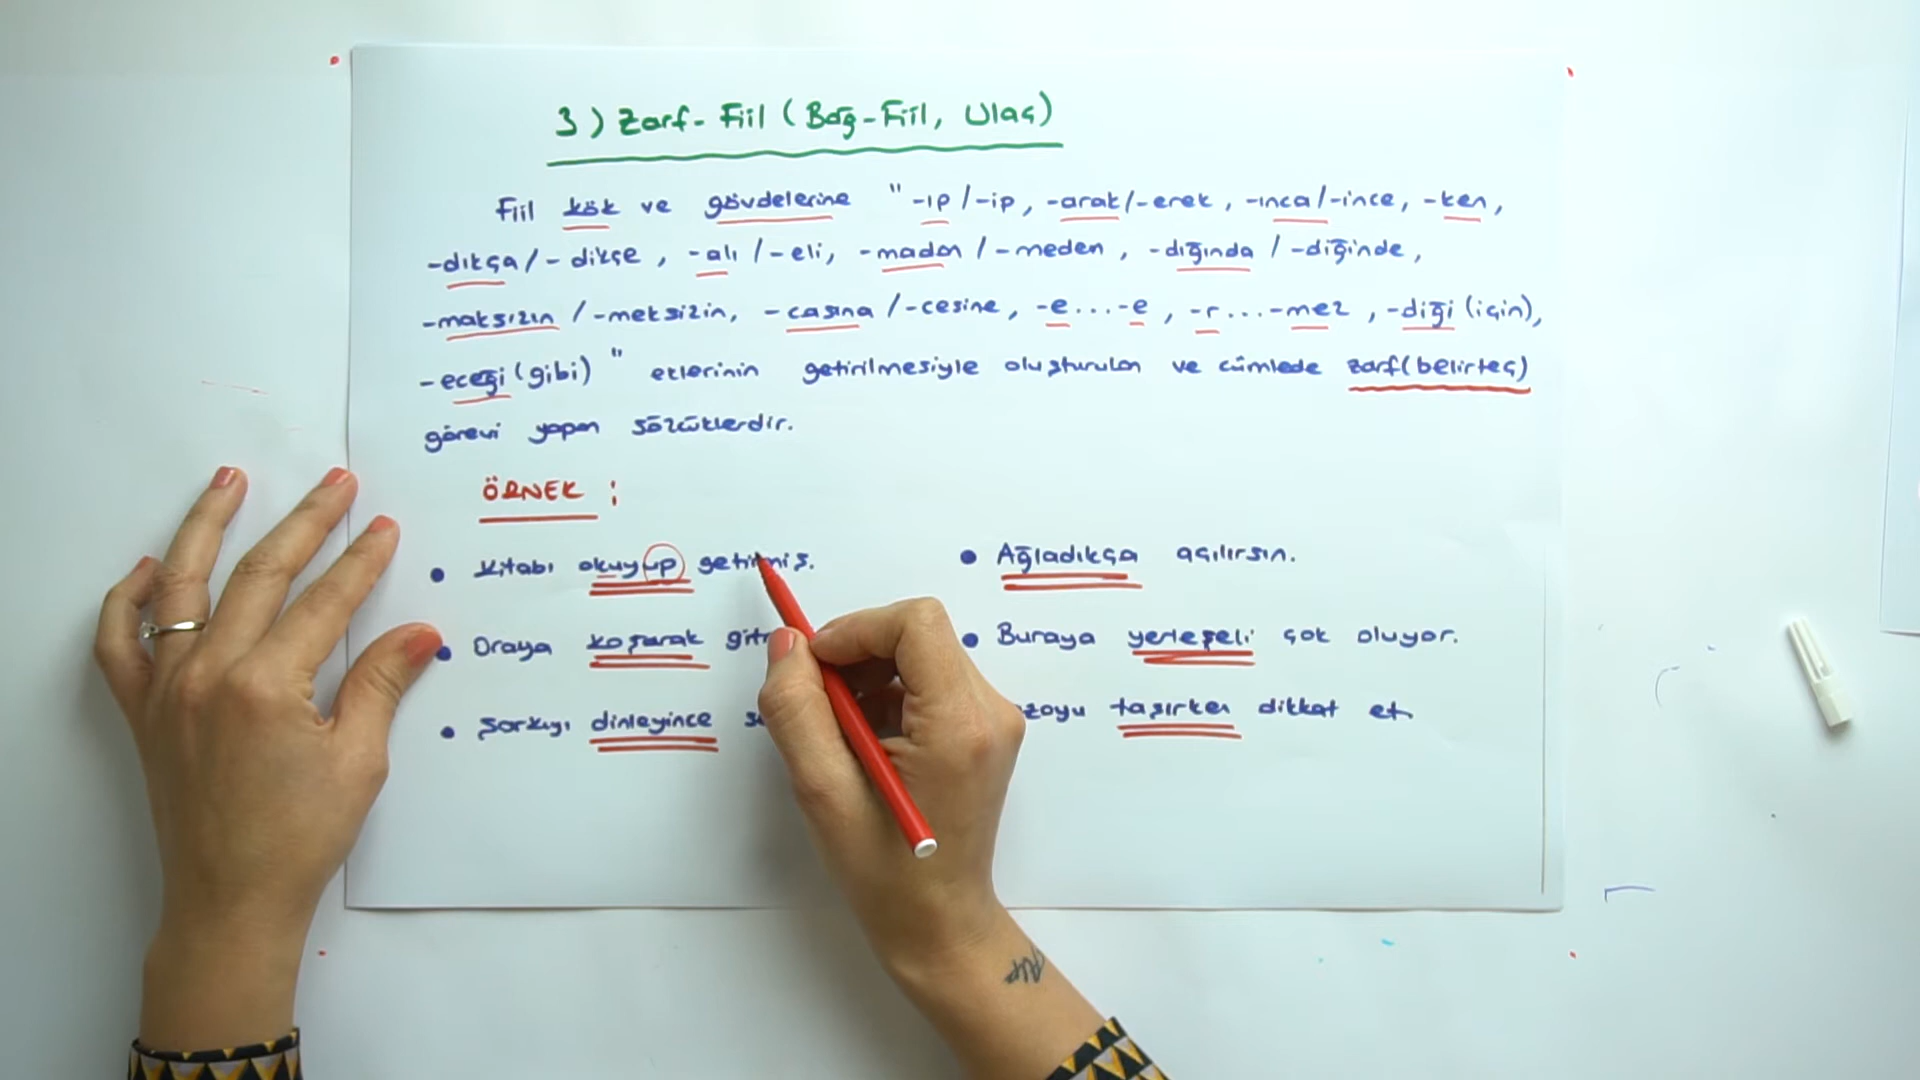 3) Zarf-Fiil (Bağ-Fiil, Ulaç)
Fiil kök ve gövdelerine "-ıp/-ip, -arak/-erek, -ınca/-ince, -ken,
-dıkça/-dikçe, -alı/-eli, -madan/-meden, -dığında/-diğinde,
-maksızın/-meksizin, -casına/-cesine, -e...-e, -r...-mez, -diği (için),
-eceği (gibi)" eklerinin getirilmesiyle oluşturulan ve cümlede zarf(belirteç)
görevi yapan sözcüklerdir.
ÖRNEK :
• Kitabı okuyup getirmiş.
• Oraya koşarak
• Şarkıyı dinleyince
• Ağladıkça açılırsın.
• Buraya yerleşeli çok oluyor.
taşırken dikkat et